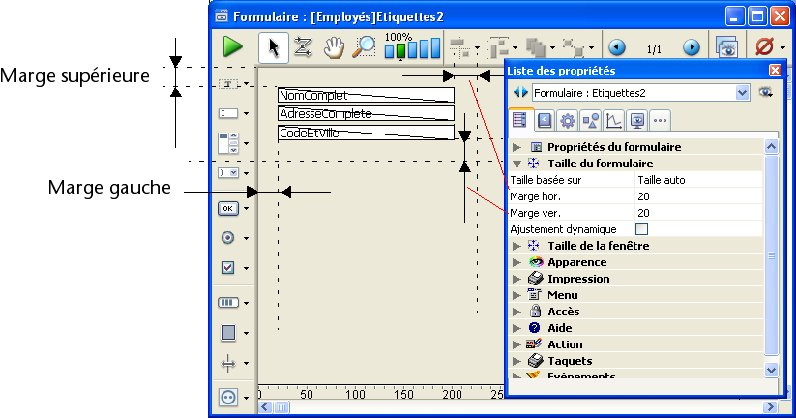 Formulaire : [Employés]Etiquettes2
100%
1/1
Marge supérieure
Liste des propriétés
Formulaire : Etiquettes2
NomComplet
AdresseComplete
CodeEtVille
Marge gauche
OK
Propriétés du formulaire
Taille du formulaire
Taille basée sur Taille auto
Marge hor. 20
Marge ver. 20
Ajustement dynamique
Taille de la fenêtre
Apparence
Impression
Menu
Accès
Aide
Action
Taquets
Evénements
0 50 100 150 200 250